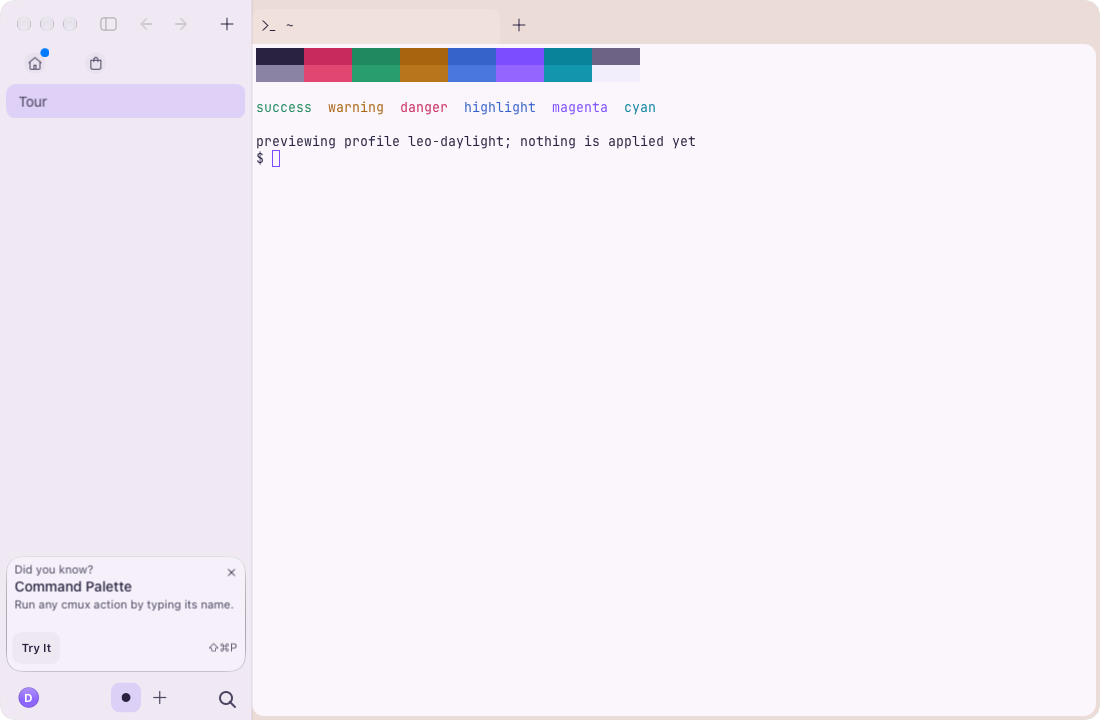 >_ ~
Tour
success warning danger highlight magenta cyan
previewing profile leo-daylight; nothing is applied yet
$
Did you know?
Command Palette
Run any cmux action by typing its name.
Try It
⇧⌘P
D